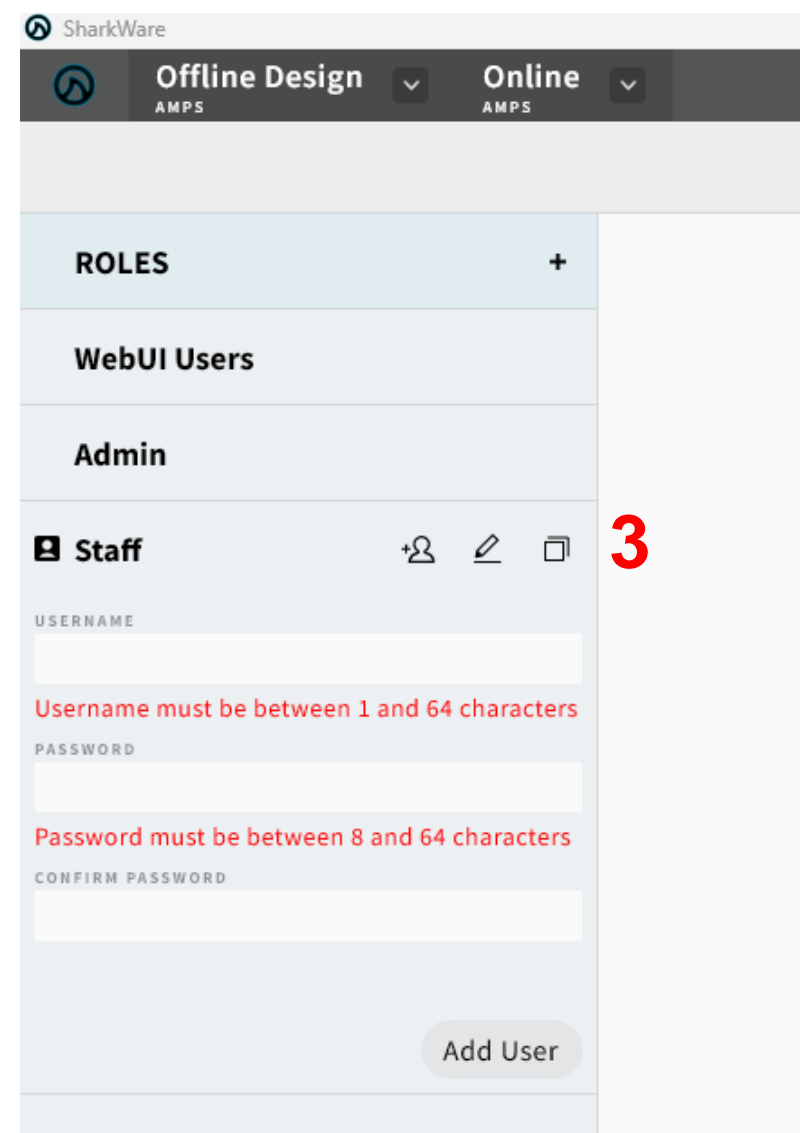 SharkWare
Offline Design
AMPS
Online
AMPS
ROLES +
WebUI Users
Admin
Staff
3
USERNAME
Username must be between 1 and 64 characters
PASSWORD
Password must be between 8 and 64 characters
CONFIRM PASSWORD
Add User